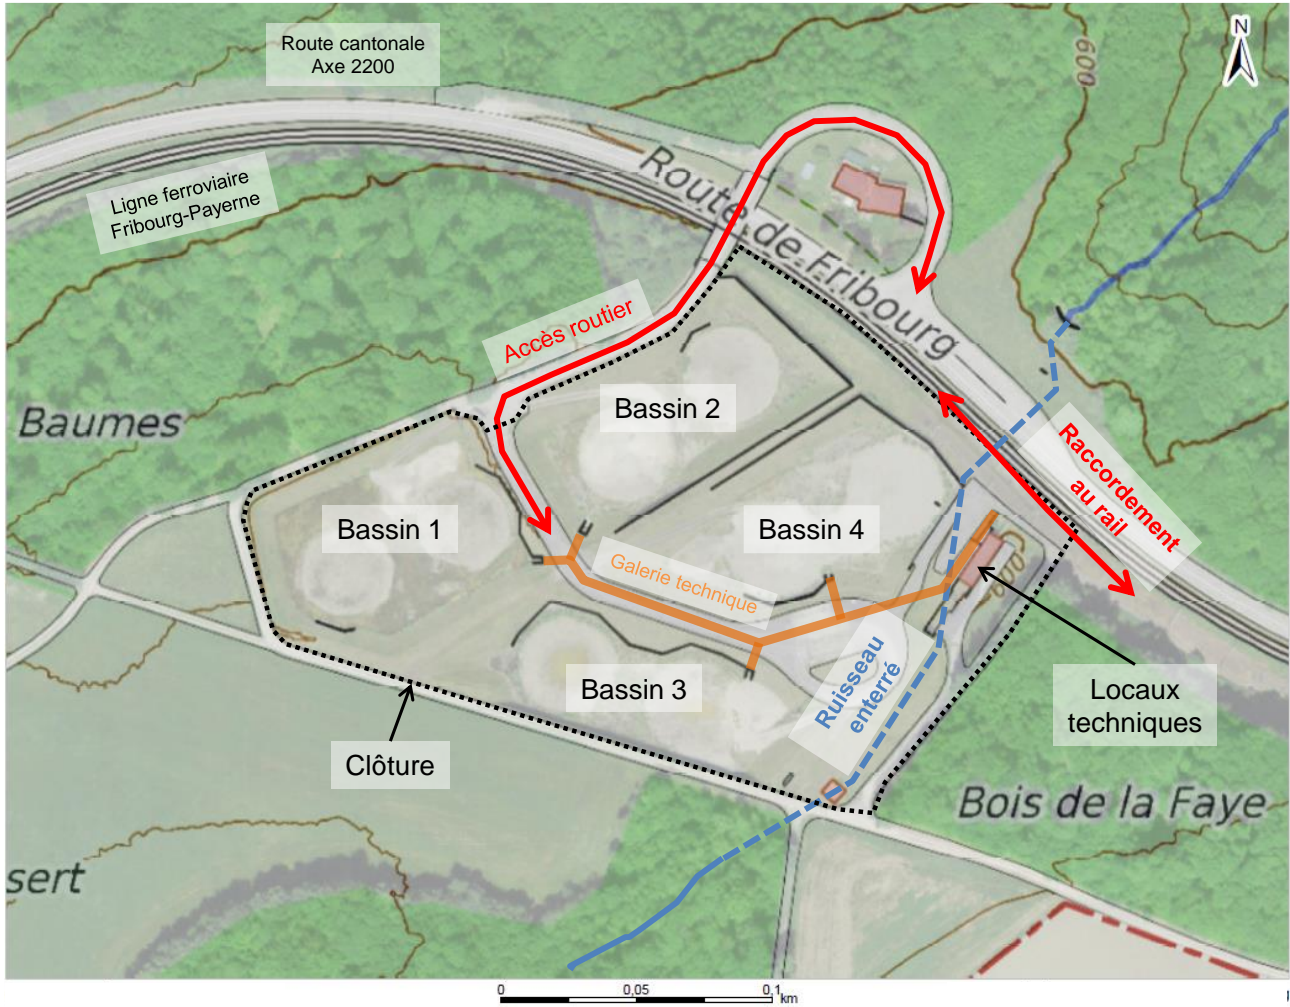 Route cantonale
Axe 2200
N
600
Ligne ferroviaire
Fribourg-Payerne
Route de Fribourg
Accès routier
Baumes
Bassin 2
Bassin 1
Bassin 4
Raccordement
au rail
Galerie technique
Bassin 3
Ruisseau
enterré
Locaux
techniques
Clôture
Bois de la Faye
sert
0
0,05
0,1
km